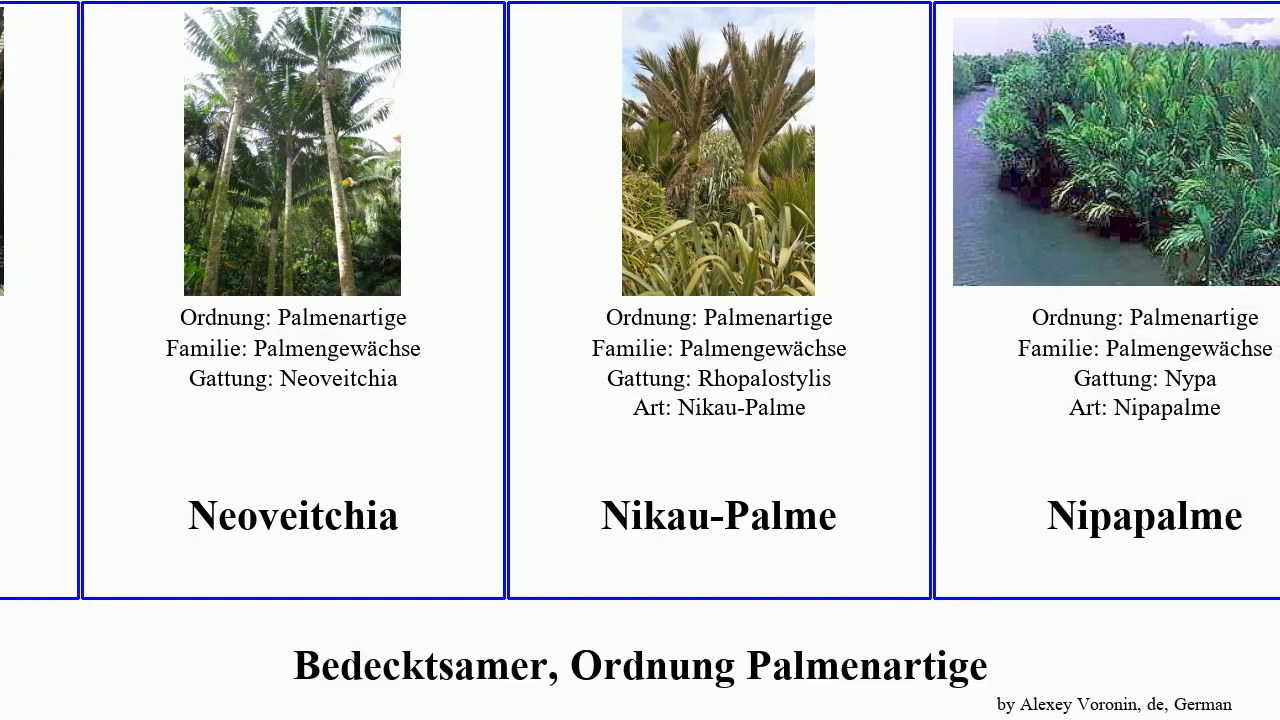 Ordnung: Palmenartige
Familie: Palmengewächse
Gattung: Neoveitchia
Neoveitchia
Ordnung: Palmenartige
Familie: Palmengewächse
Gattung: Rhopalostylis
Art: Nikau-Palme
Nikau-Palme
Ordnung: Palmenartige
Familie: Palmengewächse
Gattung: Nypa
Art: Nipapalme
Nipapalme
Bedecktsamer, Ordnung Palmenartige
by Alexey Voronin, de, German